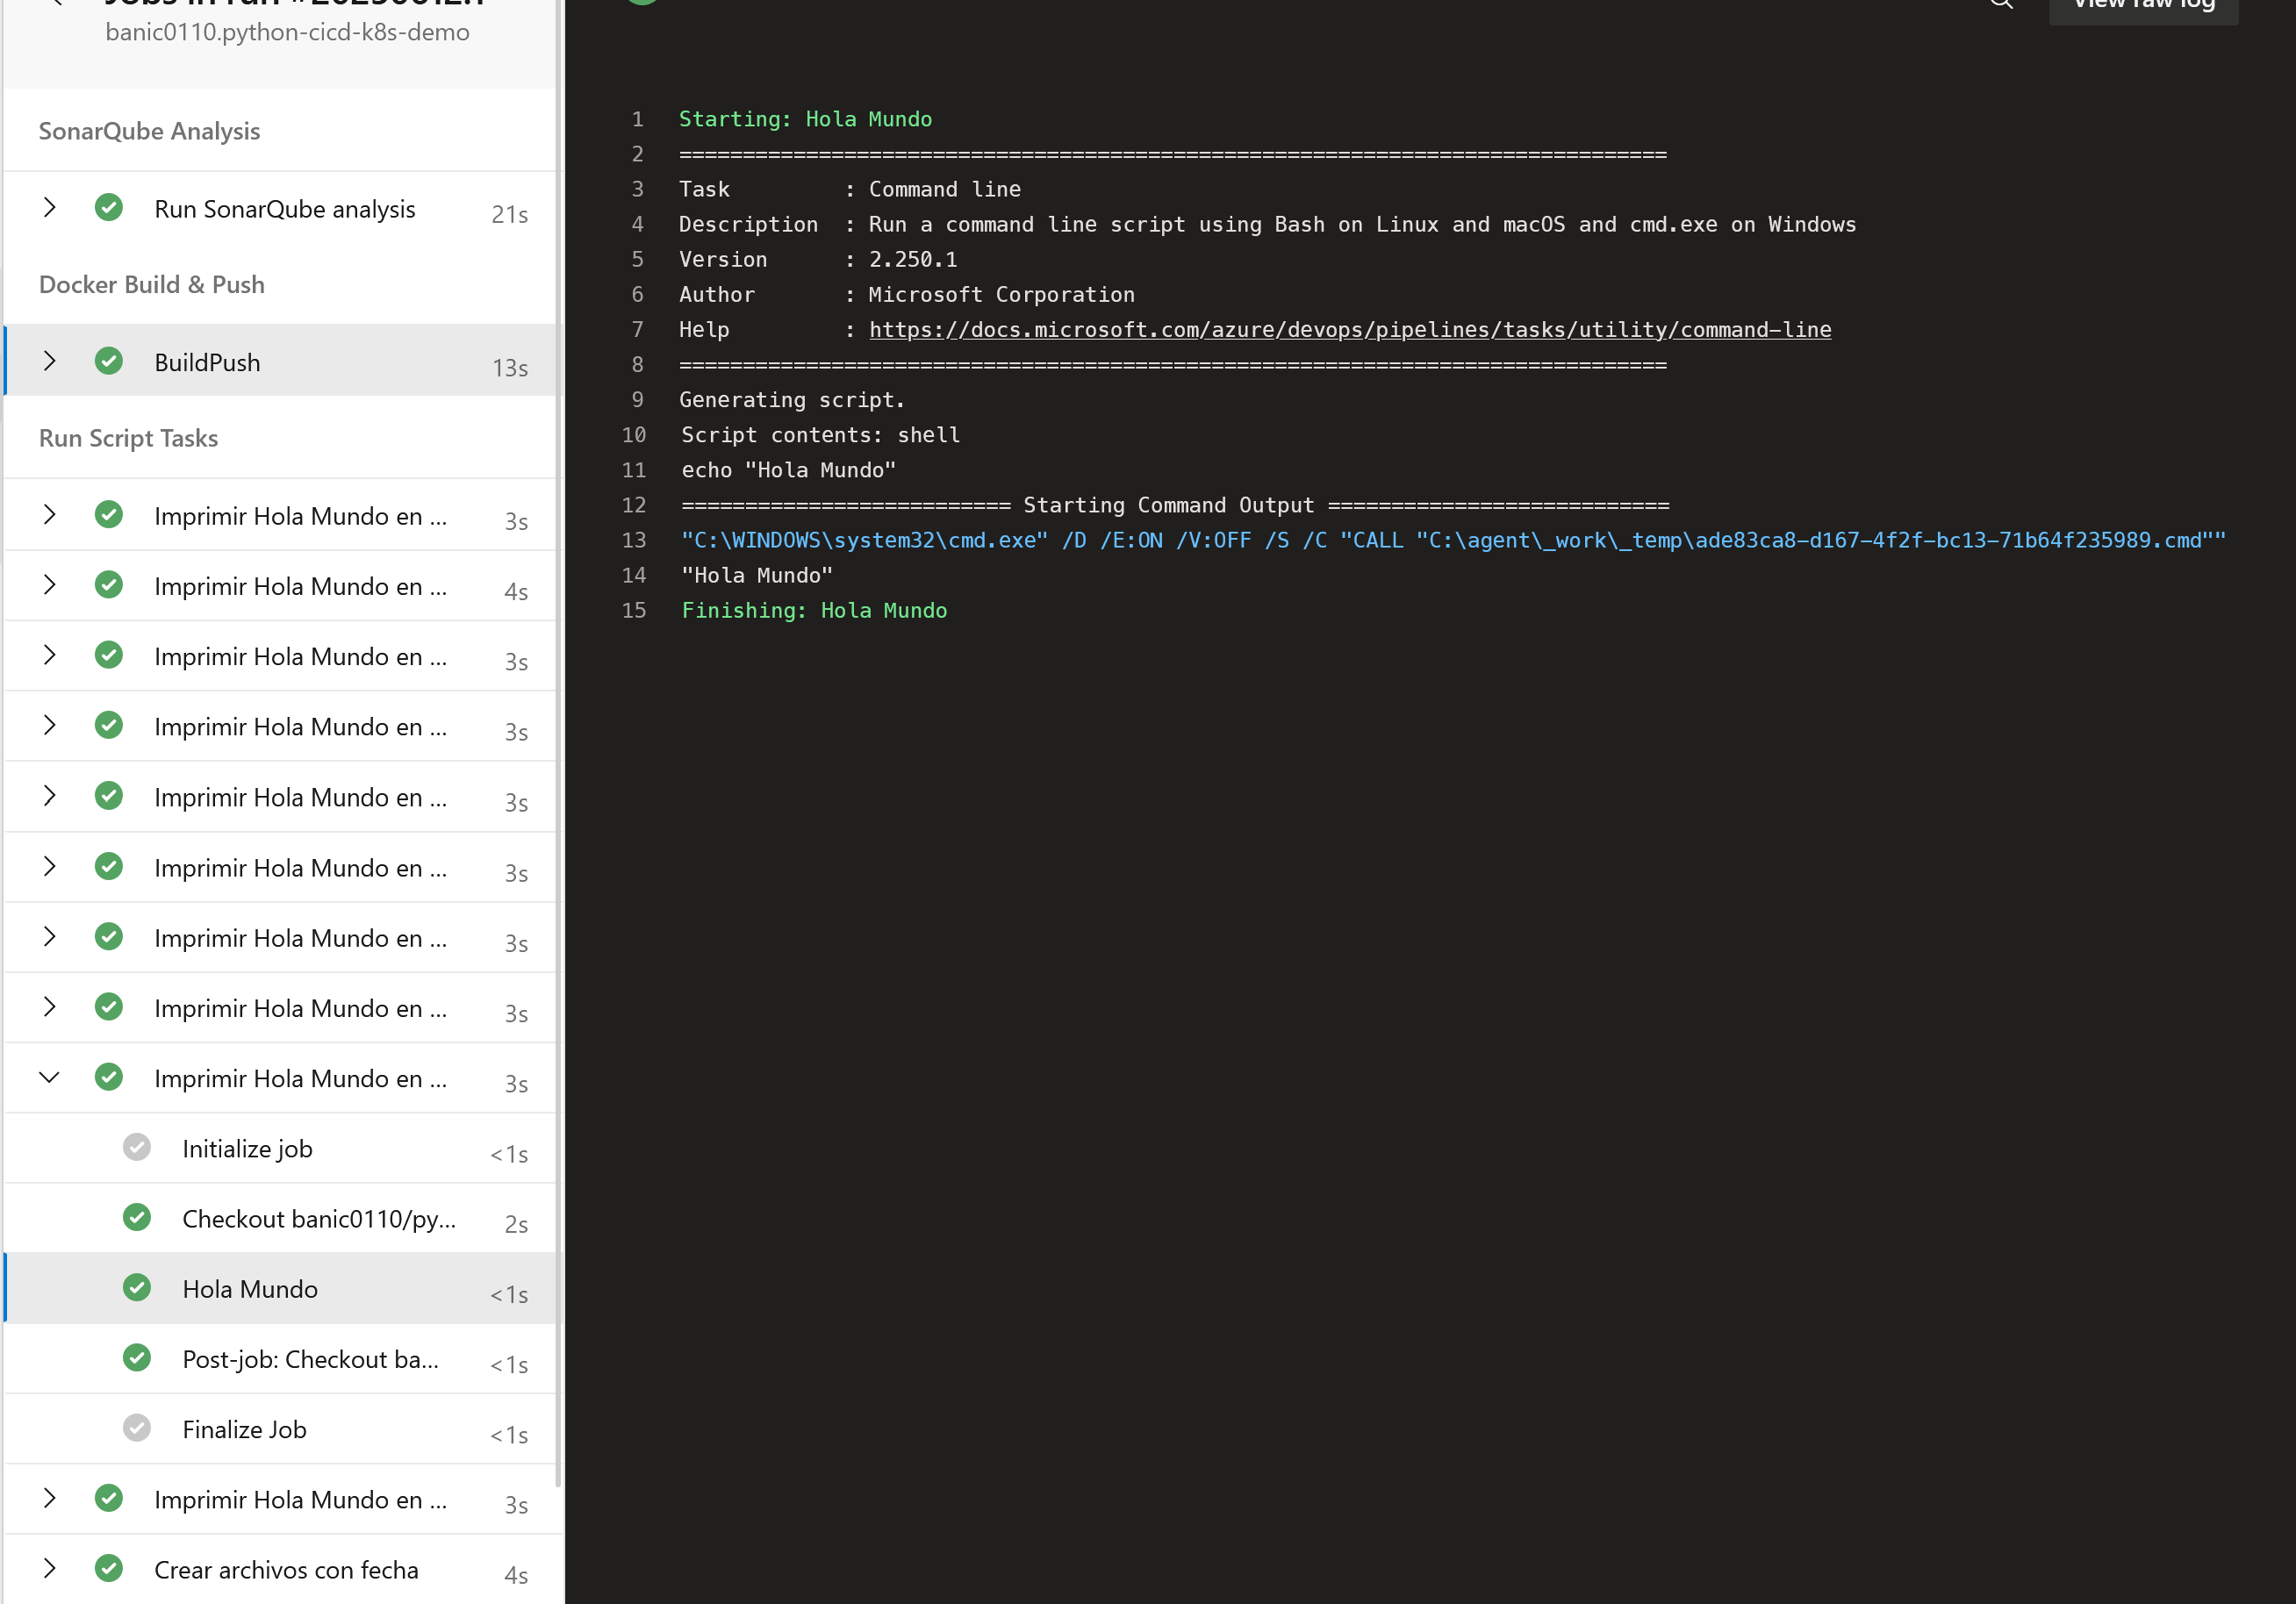 banic0110.python-cicd-k8s-demo
SonarQube Analysis
Run SonarQube analysis 21s
Docker Build & Push
BuildPush 13s
Run Script Tasks
Imprimir Hola Mundo en ... 3s
Imprimir Hola Mundo en ... 4s
Imprimir Hola Mundo en ... 3s
Imprimir Hola Mundo en ... 3s
Imprimir Hola Mundo en ... 3s
Imprimir Hola Mundo en ... 3s
Imprimir Hola Mundo en ... 3s
Imprimir Hola Mundo en ... 3s
Imprimir Hola Mundo en ... 3s
Initialize job <1s
Checkout banic0110/py... 2s
Hola Mundo <1s
Post-job: Checkout ba... <1s
Finalize Job <1s
Imprimir Hola Mundo en ... 3s
Crear archivos con fecha 4s
View raw log
1 Starting: Hola Mundo
2 ==============================================================================
3 Task         : Command line
4 Description  : Run a command line script using Bash on Linux and macOS and cmd.exe on Windows
5 Version      : 2.250.1
6 Author       : Microsoft Corporation
7 Help         : https://docs.microsoft.com/azure/devops/pipelines/tasks/utility/command-line
8 ==============================================================================
9 Generating script.
10 Script contents: shell
11 echo "Hola Mundo"
12 ========================== Starting Command Output ===========================
13 "C:\WINDOWS\system32\cmd.exe" /D /E:ON /V:OFF /S /C "CALL "C:\agent\_work\_temp\ade83ca8-d167-4f2f-bc13-71b64f235989.cmd""
14 "Hola Mundo"
15 Finishing: Hola Mundo